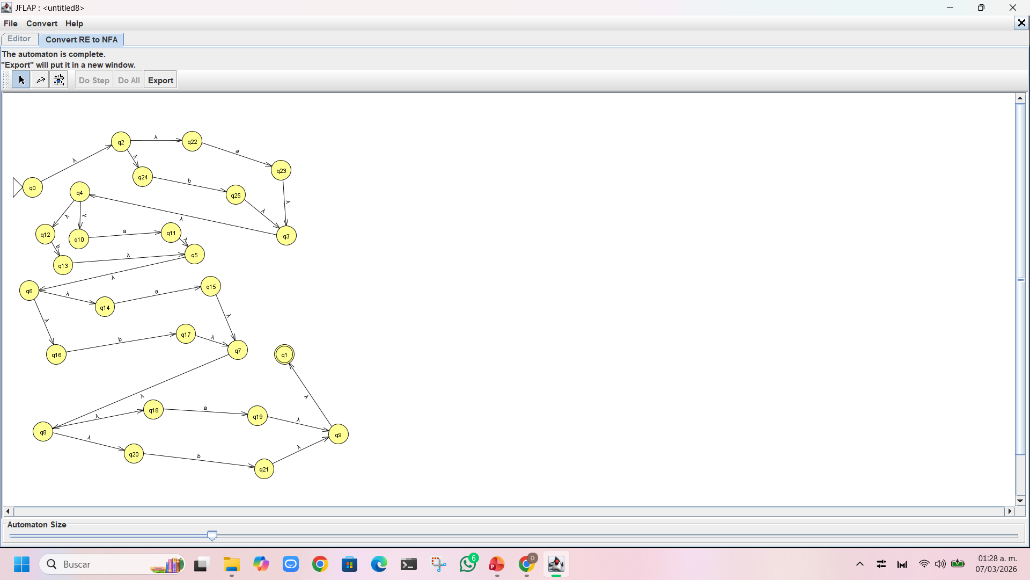 JFLAP : <untitled8>
File Convert Help
Editor Convert RE to NFA
The automaton is complete.
"Export" will put it in a new window.
Do Step Do All Export
q2 λ q22
λ λ a q23
q0 q4 q24 b q25
λ λ λ λ λ
q12 q10 a q11 λ q3
q13 λ q5
λ
q6 λ q14 a q15
λ λ
q16 b q17 λ q7 q1
λ λ
λ q18 a q19 λ
q8 q9
λ q20 b q21 λ
Automaton Size
Buscar
6
01:28 a. m.
07/03/2026